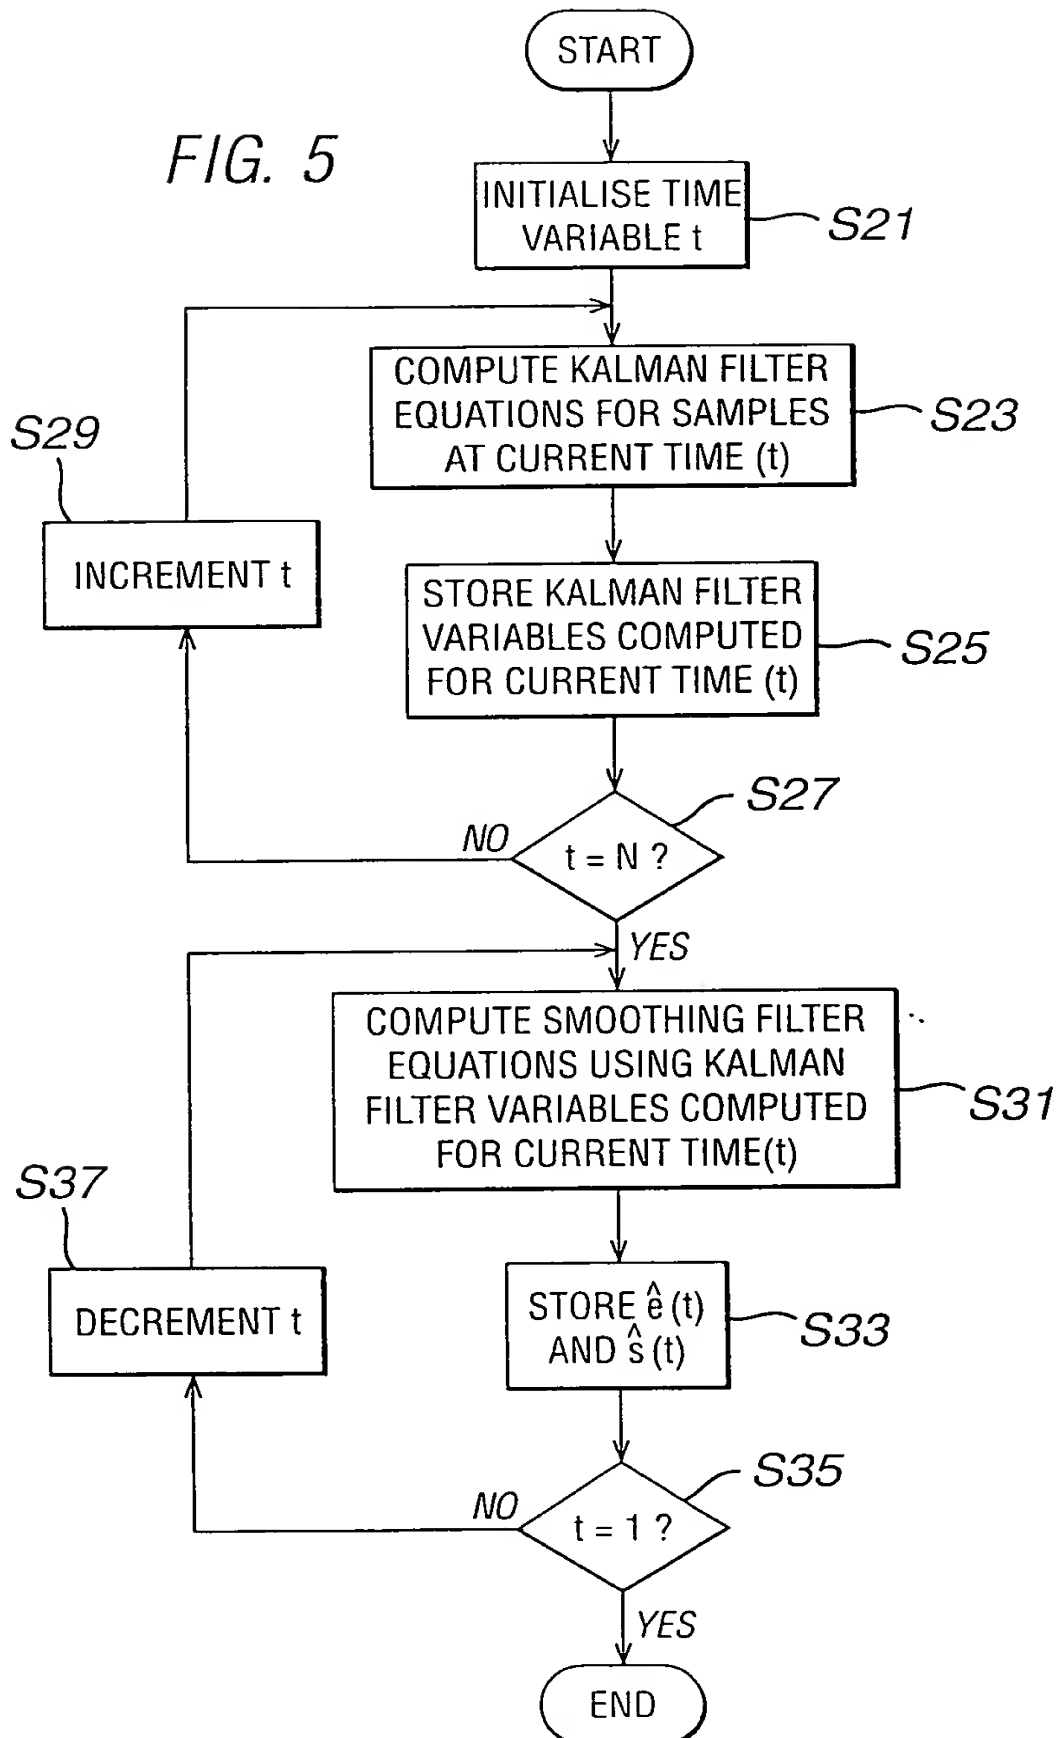 START
FIG. 5
INITIALISE TIME
VARIABLE t
S21
COMPUTE KALMAN FILTER
EQUATIONS FOR SAMPLES
AT CURRENT TIME (t)
S23
S29
INCREMENT t
STORE KALMAN FILTER
VARIABLES COMPUTED
FOR CURRENT TIME (t)
S25
S27
NO
t = N ?
YES
COMPUTE SMOOTHING FILTER
EQUATIONS USING KALMAN
FILTER VARIABLES COMPUTED
FOR CURRENT TIME(t)
S31
S37
DECREMENT t
STORE ê (t)
AND ŝ (t)
S33
S35
NO
t = 1 ?
YES
END